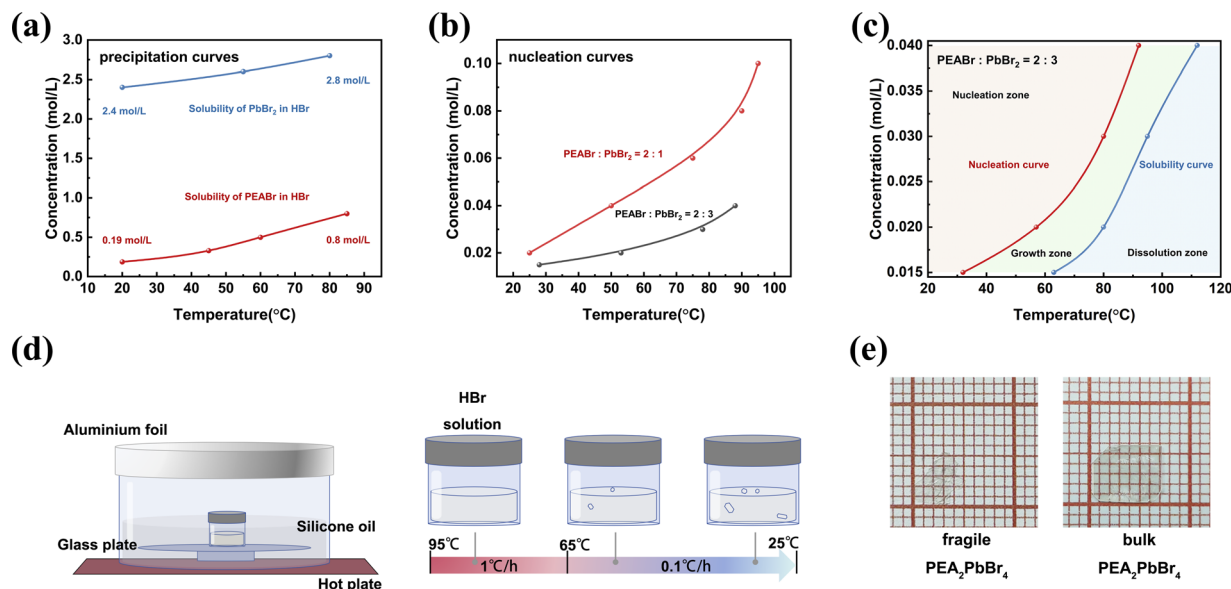 (a)
precipitation curves
3.0
2.5
2.0
1.5
1.0
0.5
0.0
2.4 mol/L
2.8 mol/L
Solubility of PbBr₂ in HBr
Solubility of PEABr in HBr
0.19 mol/L
0.8 mol/L
10 20 30 40 50 60 70 80 90
Concentration (mol/L)
Temperature(°C)
(b)
nucleation curves
0.10
0.08
0.06
0.04
0.02
PEABr : PbBr₂ = 2 : 1
PEABr : PbBr₂ = 2 : 3
20 30 40 50 60 70 80 90 100
Concentration (mol/L)
Temperature(°C)
(c)
0.040
0.035
0.030
0.025
0.020
0.015
PEABr : PbBr₂ = 2 : 3
Nucleation zone
Nucleation curve
Solubility curve
Growth zone
Dissolution zone
20 40 60 80 100 120
Concentration (mol/L)
Temperature(°C)
(d)
Aluminium foil
Silicone oil
Glass plate
Hot plate
HBr
solution
95℃
65℃
25℃
1℃/h
0.1℃/h
(e)
fragile
PEA₂PbBr₄
bulk
PEA₂PbBr₄